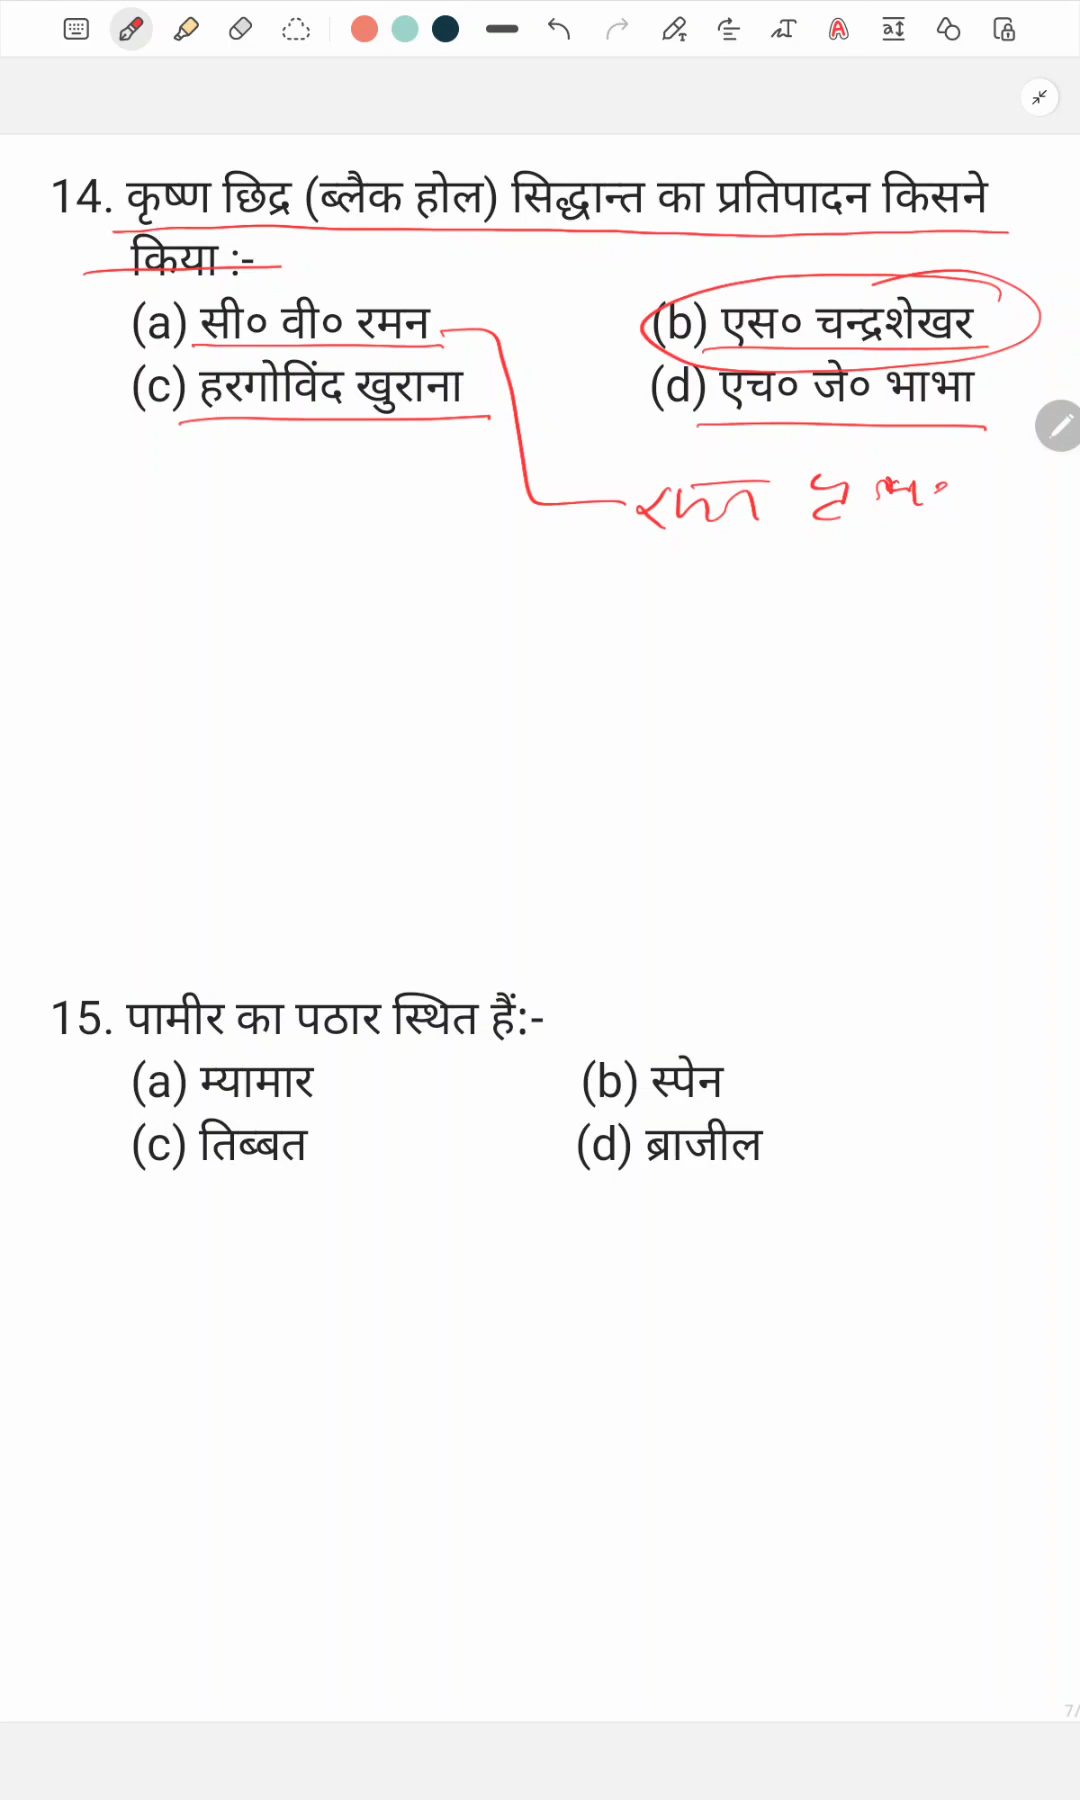 14. कृष्ण छिद्र (ब्लैक होल) सिद्धान्त का प्रतिपादन किसने
किया :-
(a) सी० वी० रमन (b) एस० चन्द्रशेखर
(c) हरगोविंद खुराना (d) एच० जे० भाभा
15. पामीर का पठार स्थित हैं:-
(a) म्यामार (b) स्पेन
(c) तिब्बत (d) ब्राजील